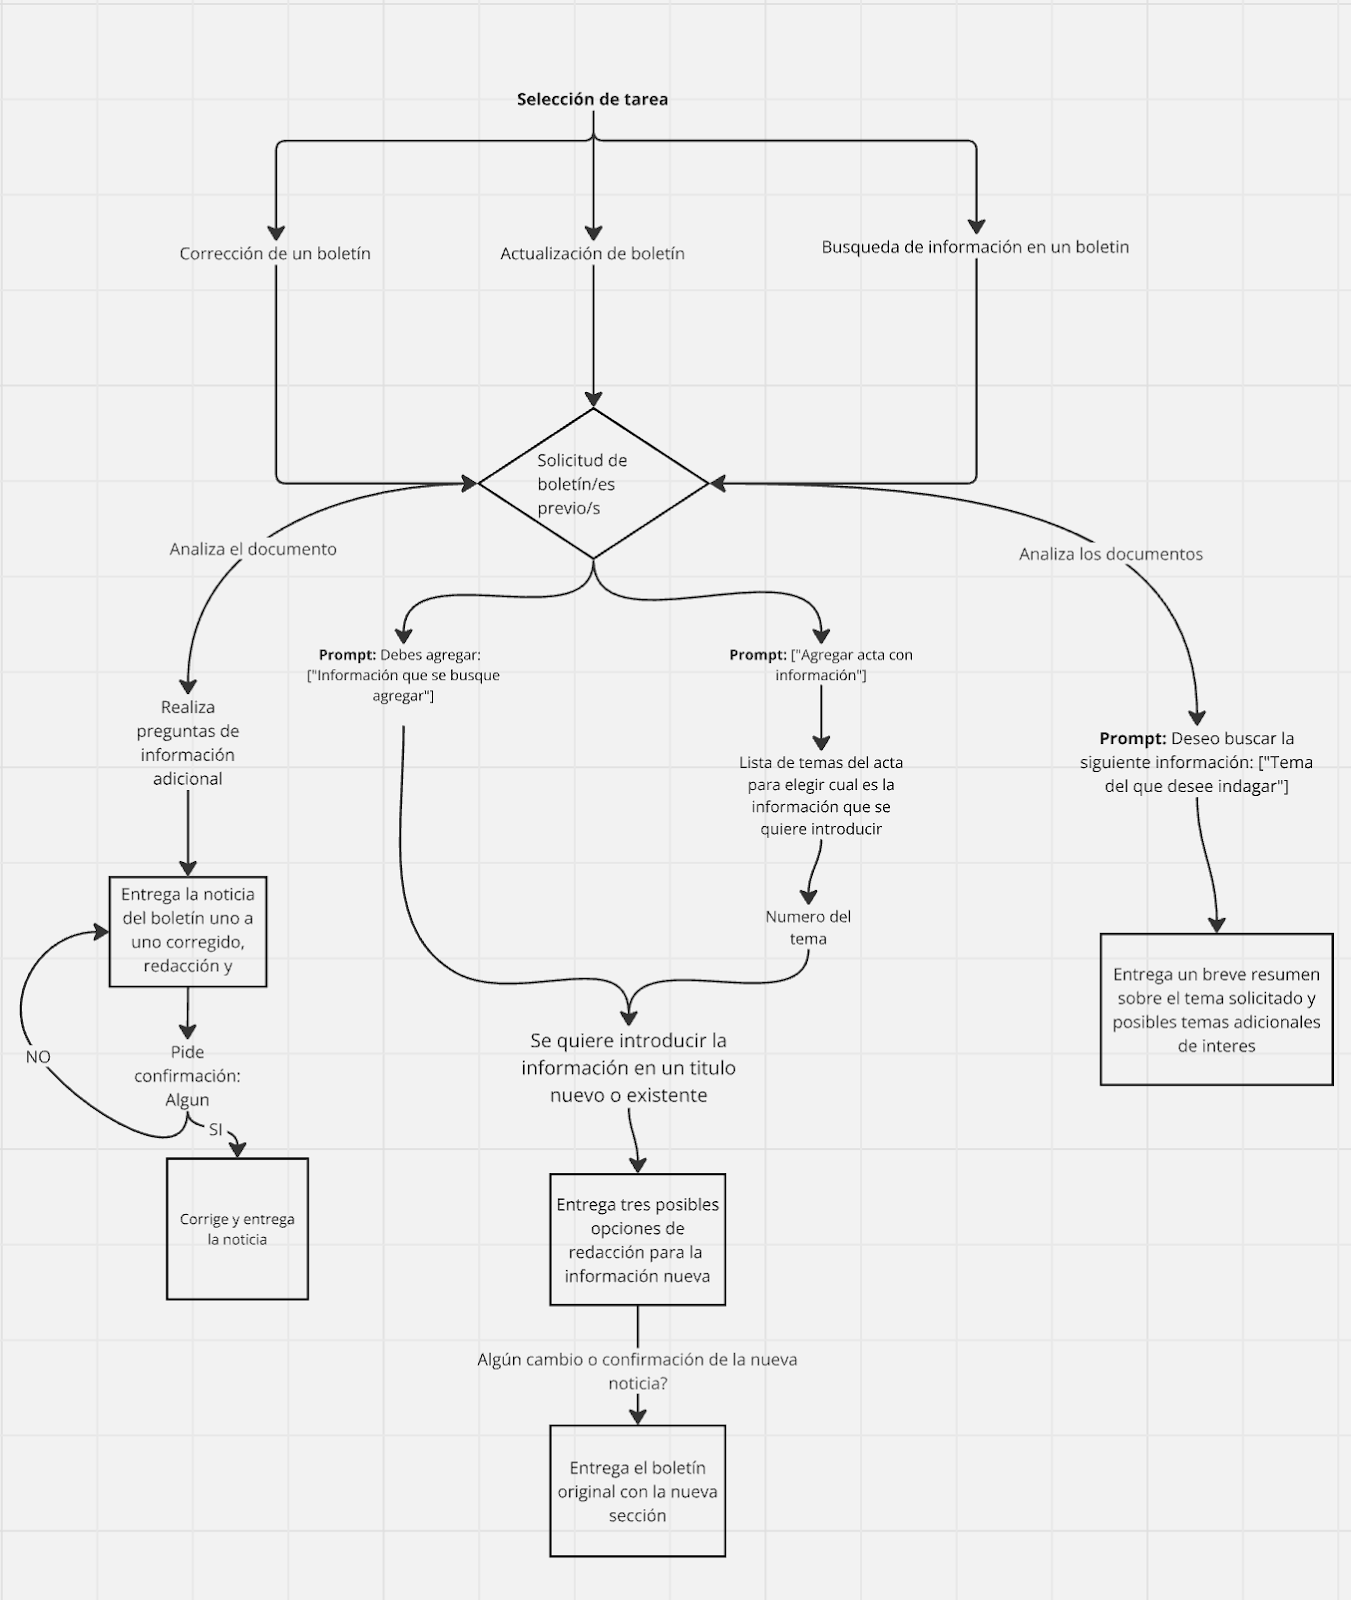 Selección de tarea
Corrección de un boletín
Actualización de boletín
Busqueda de información en un boletin
Solicitud de
boletín/es
previo/s
Analiza el documento
Analiza los documentos
Prompt: Debes agregar:
["Información que se busque
agregar"]
Prompt: ["Agregar acta con
información"]
Realiza
preguntas de
información
adicional
Prompt: Deseo buscar la
siguiente información: ["Tema
del que desee indagar"]
Lista de temas del acta
para elegir cual es la
información que se
quiere introducir
Entrega la noticia
del boletín uno a
uno corregido,
redacción y
Numero del
tema
Entrega un breve resumen
sobre el tema solicitado y
posibles temas adicionales
de interes
Se quiere introducir la
información en un titulo
nuevo o existente
NO
Pide
confirmación:
Algun
SI
Corrige y entrega
la noticia
Entrega tres posibles
opciones de
redacción para la
información nueva
Algún cambio o confirmación de la nueva
noticia?
Entrega el boletín
original con la nueva
sección